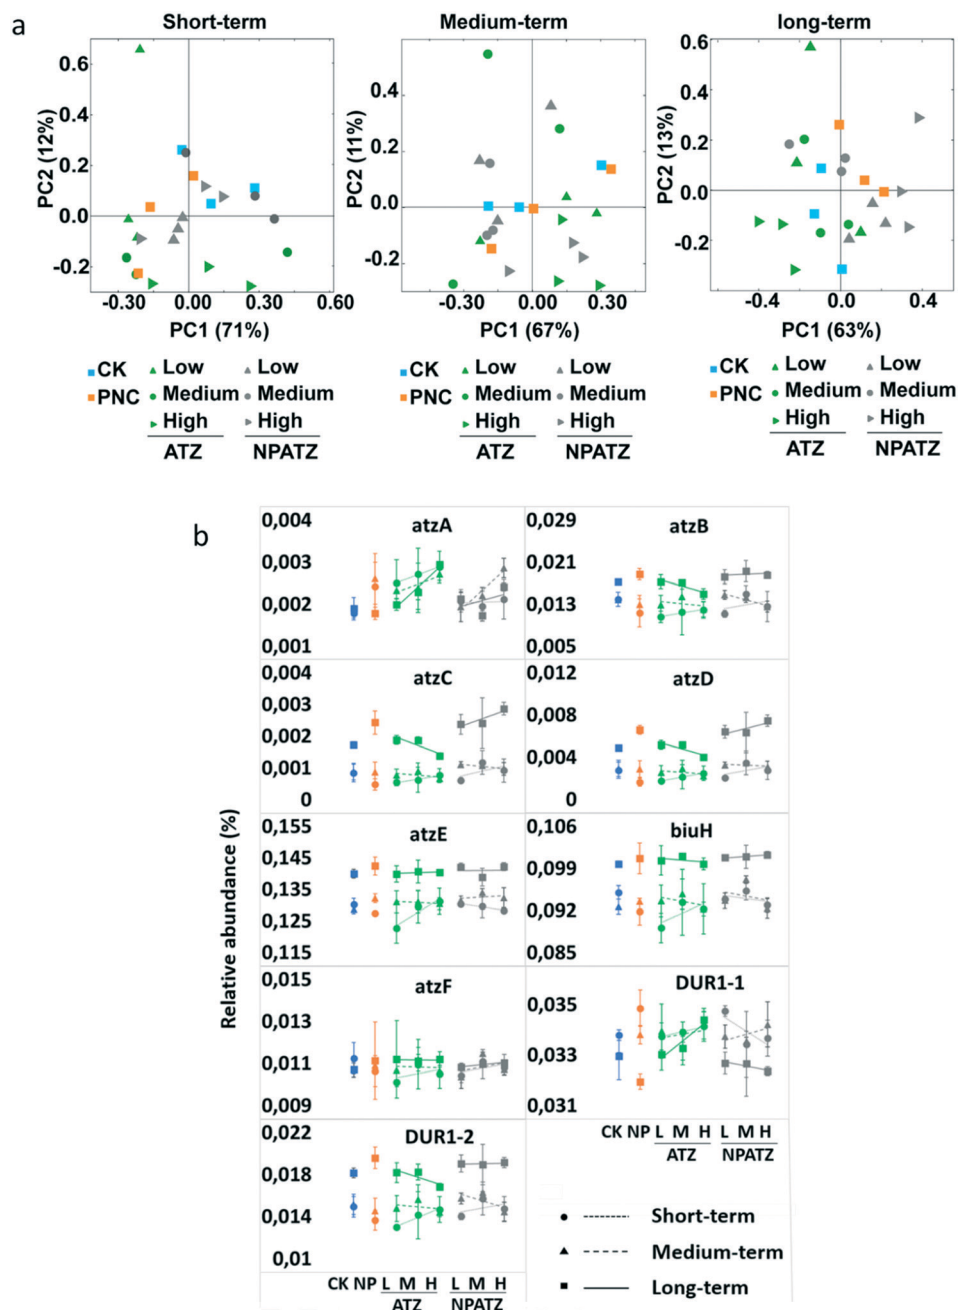 a
Short-term
Medium-term
long-term
PC2 (12%)
0.6
0.4
0.2
0.0
-0.2
-0.30
0.00
0.30
0.60
PC1 (71%)
PC2 (11%)
0.4
0.2
0.0
-0.2
-0.30
0.00
0.30
PC1 (67%)
PC2 (13%)
0.6
0.4
0.2
0.0
-0.2
-0.4
0.0
0.4
PC1 (63%)
CK
Low
Low
PNC
Medium
Medium
High
High
ATZ
NPATZ
CK
Low
Low
PNC
Medium
Medium
High
High
ATZ
NPATZ
CK
Low
Low
PNC
Medium
Medium
High
High
ATZ
NPATZ
b
Relative abundance (%)
atzA
0,004
0,003
0,002
0,001
atzB
0,029
0,021
0,013
0,005
atzC
0,004
0,003
0,002
0,001
0
atzD
0,012
0,008
0,004
0
atzE
0,155
0,145
0,135
0,125
0,115
biuH
0,106
0,099
0,092
0,085
atzF
0,015
0,013
0,011
0,009
DUR1-1
0,035
0,033
0,031
CK NP L M H L M H
ATZ NPATZ
DUR1-2
0,022
0,018
0,014
0,01
CK NP L M H L M H
ATZ NPATZ
Short-term
Medium-term
Long-term